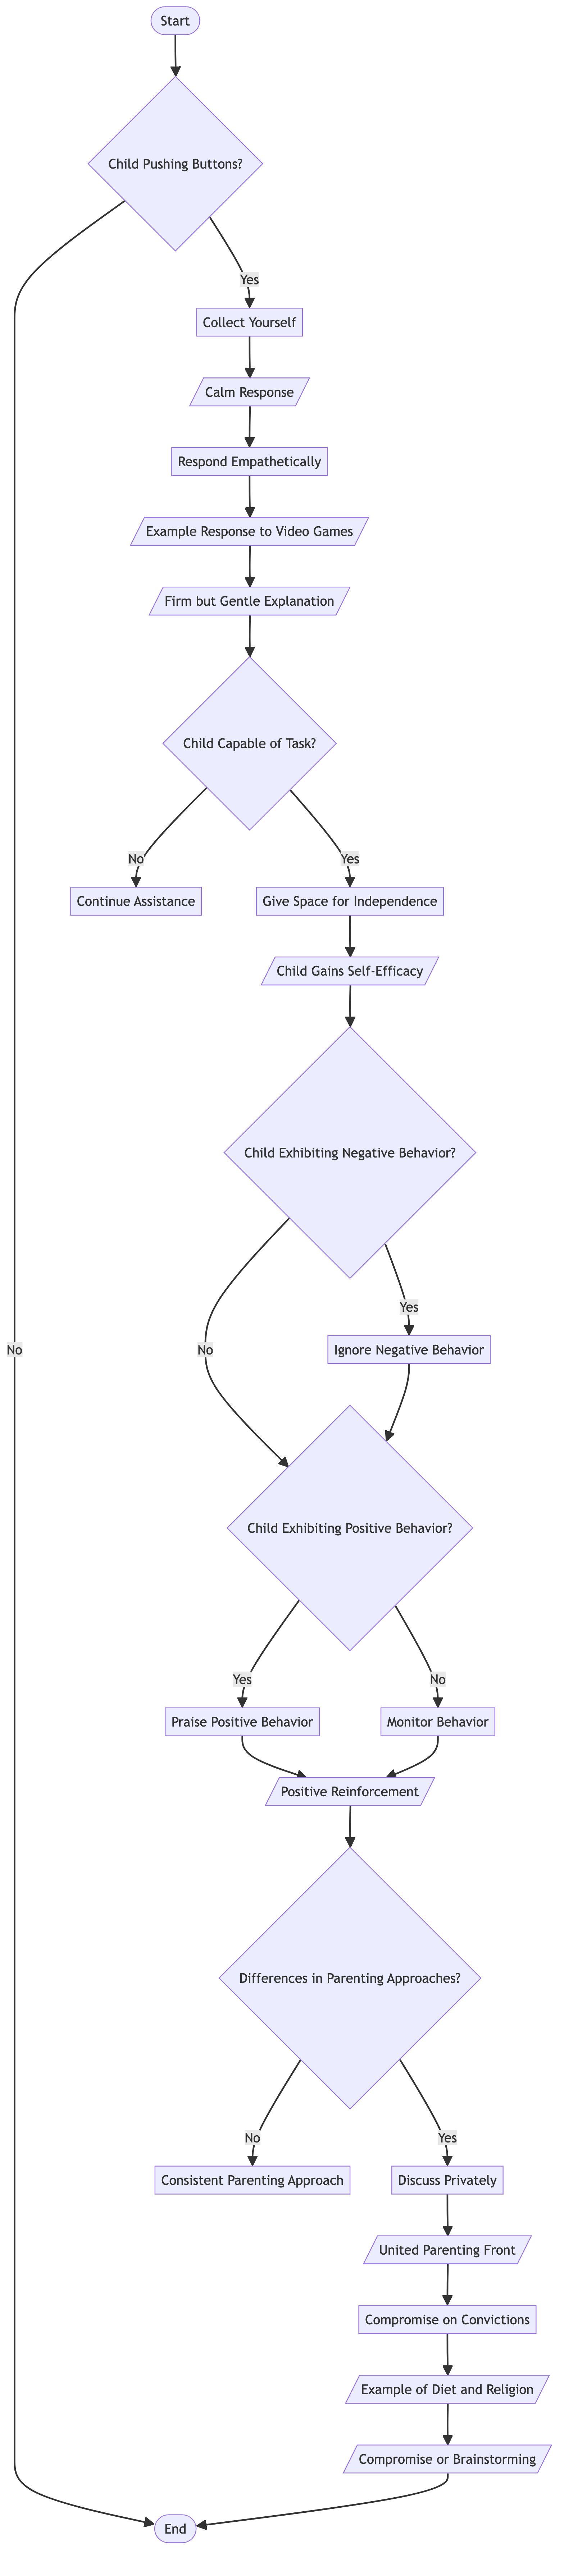 Start
Child Pushing Buttons?
Yes
Collect Yourself
Calm Response
Respond Empathetically
Example Response to Video Games
Firm but Gentle Explanation
Child Capable of Task?
No
Yes
Continue Assistance
Give Space for Independence
Child Gains Self-Efficacy
Child Exhibiting Negative Behavior?
Yes
No
No
Ignore Negative Behavior
Child Exhibiting Positive Behavior?
Yes
No
Praise Positive Behavior
Monitor Behavior
Positive Reinforcement
Differences in Parenting Approaches?
No
Yes
Consistent Parenting Approach
Discuss Privately
United Parenting Front
Compromise on Convictions
Example of Diet and Religion
Compromise or Brainstorming
End